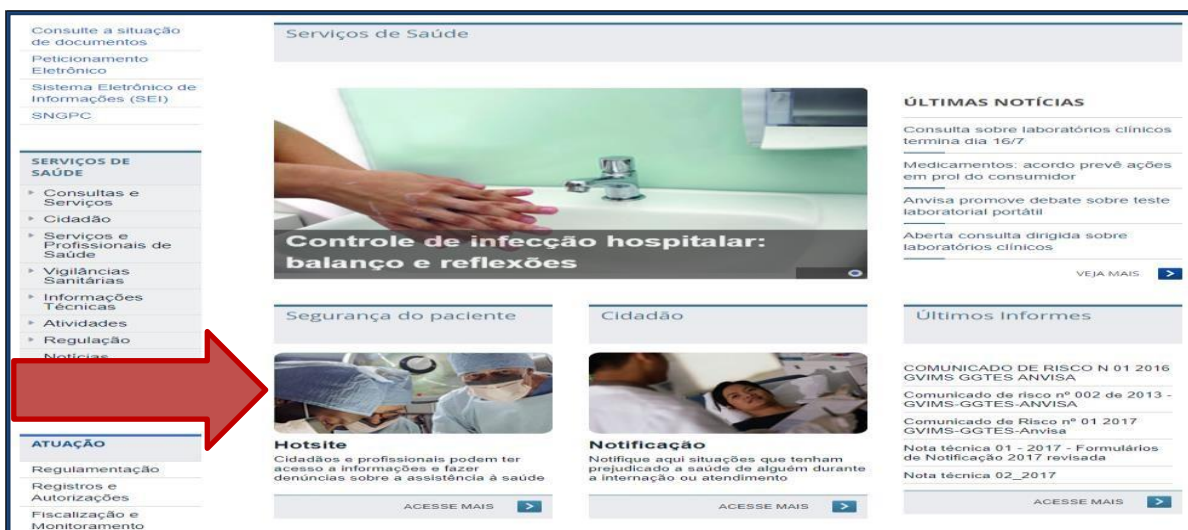 Consulte a situação
de documentos
Peticionamento
Eletrônico
Sistema Eletrônico de
Informações (SEI)
SNGPC
SERVIÇOS DE
SAÚDE
Consultas e
Serviços
Cidadão
Serviços e
Profissionais de
Saúde
Vigilâncias
Sanitárias
Informações
Técnicas
Atividades
Regulação
Notícias
ATUAÇÃO
Regulamentação
Registros e
Autorizações
Fiscalização e
Monitoramento
Serviços de Saúde
Controle de infecção hospitalar:
balanço e reflexões
ÚLTIMAS NOTÍCIAS
Consulta sobre laboratórios clínicos
termina dia 16/7
Medicamentos: acordo prevê ações
em prol do consumidor
Anvisa promove debate sobre teste
laboratorial portátil
Aberta consulta dirigida sobre
laboratórios clínicos
VEJA MAIS
Segurança do paciente
Hotsite
Cidadãos e profissionais podem ter
acesso a informações e fazer
denúncias sobre a assistência à saúde
ACESSE MAIS
Cidadão
Notificação
Notifique aqui situações que tenham
prejudicado a saúde de alguém durante
a internação ou atendimento
ACESSE MAIS
Últimos Informes
COMUNICADO DE RISCO N 01 2016
GVIMS GGTES ANVISA
Comunicado de risco nº 002 de 2013 -
GVIMS-GGTES-ANVISA
Comunicado de Risco nº 01 2017
GVIMS-GGTES-Anvisa
Nota técnica 01 - 2017 - Formulários
de Notificação 2017 revisada
Nota técnica 02_2017
ACESSE MAIS